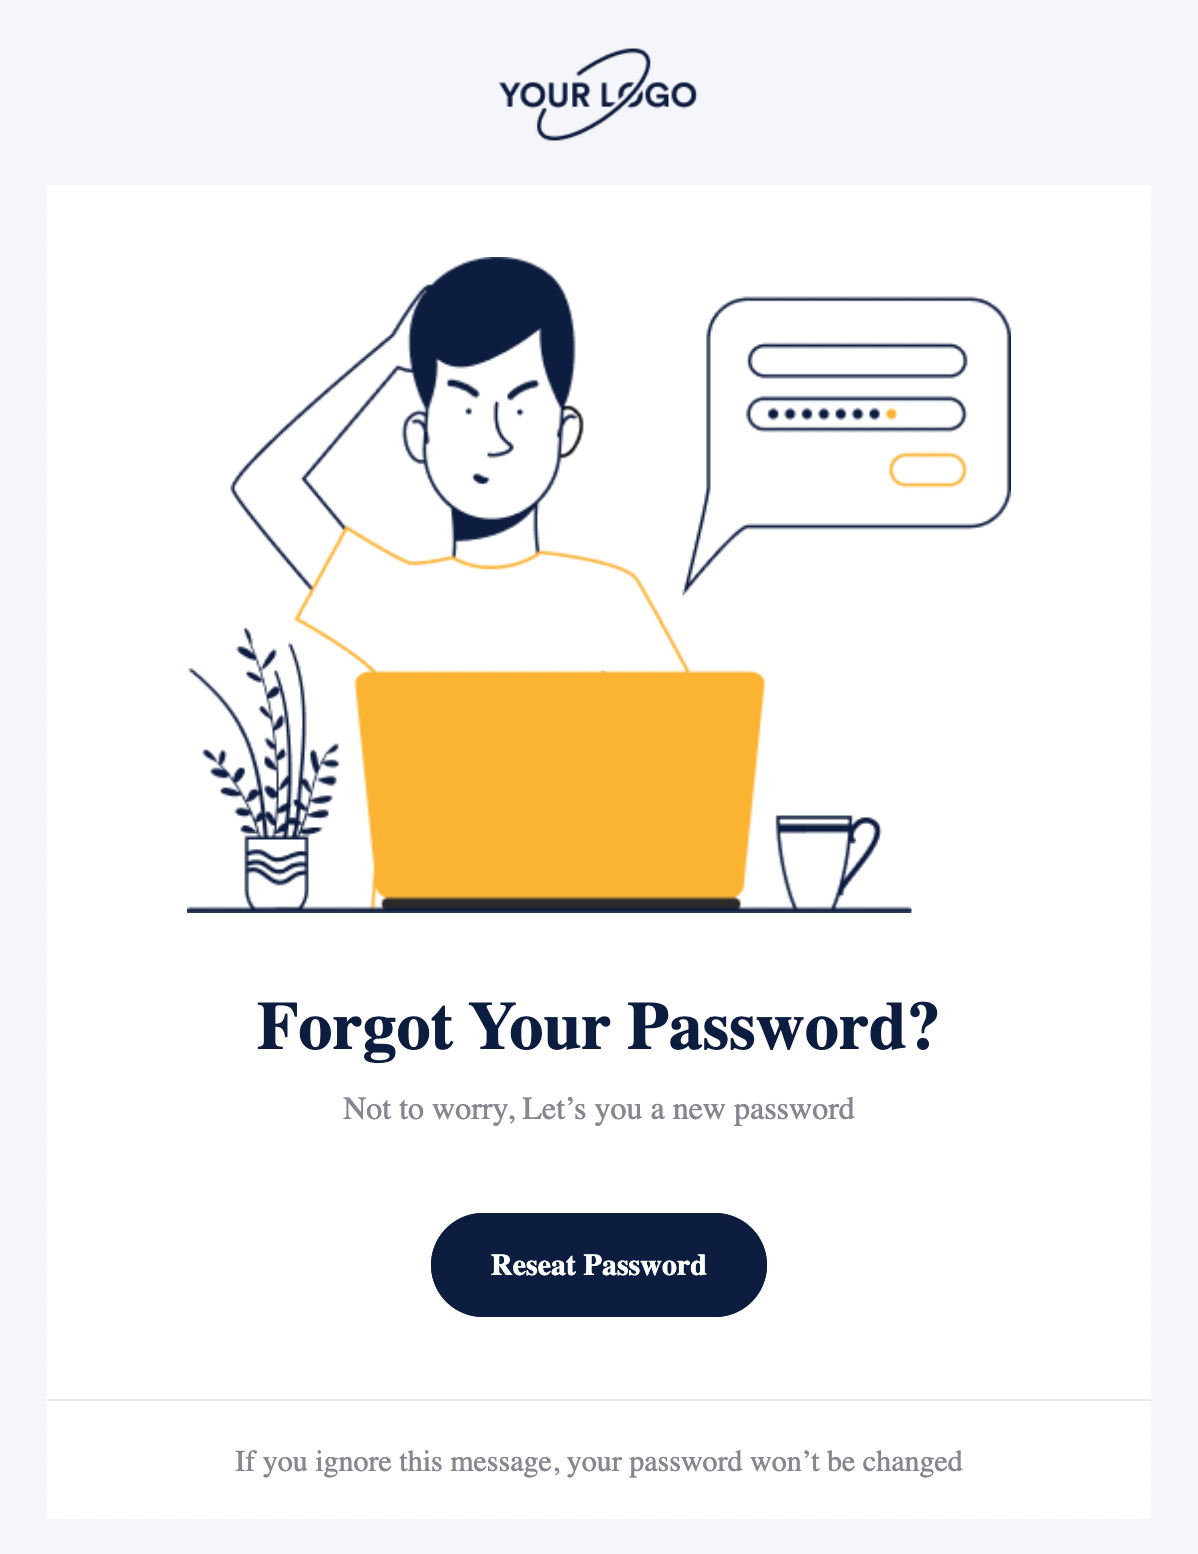 YOUR LOGO
Forgot Your Password?
Not to worry, Let’s you a new password
Reseat Password
If you ignore this message, your password won’t be changed